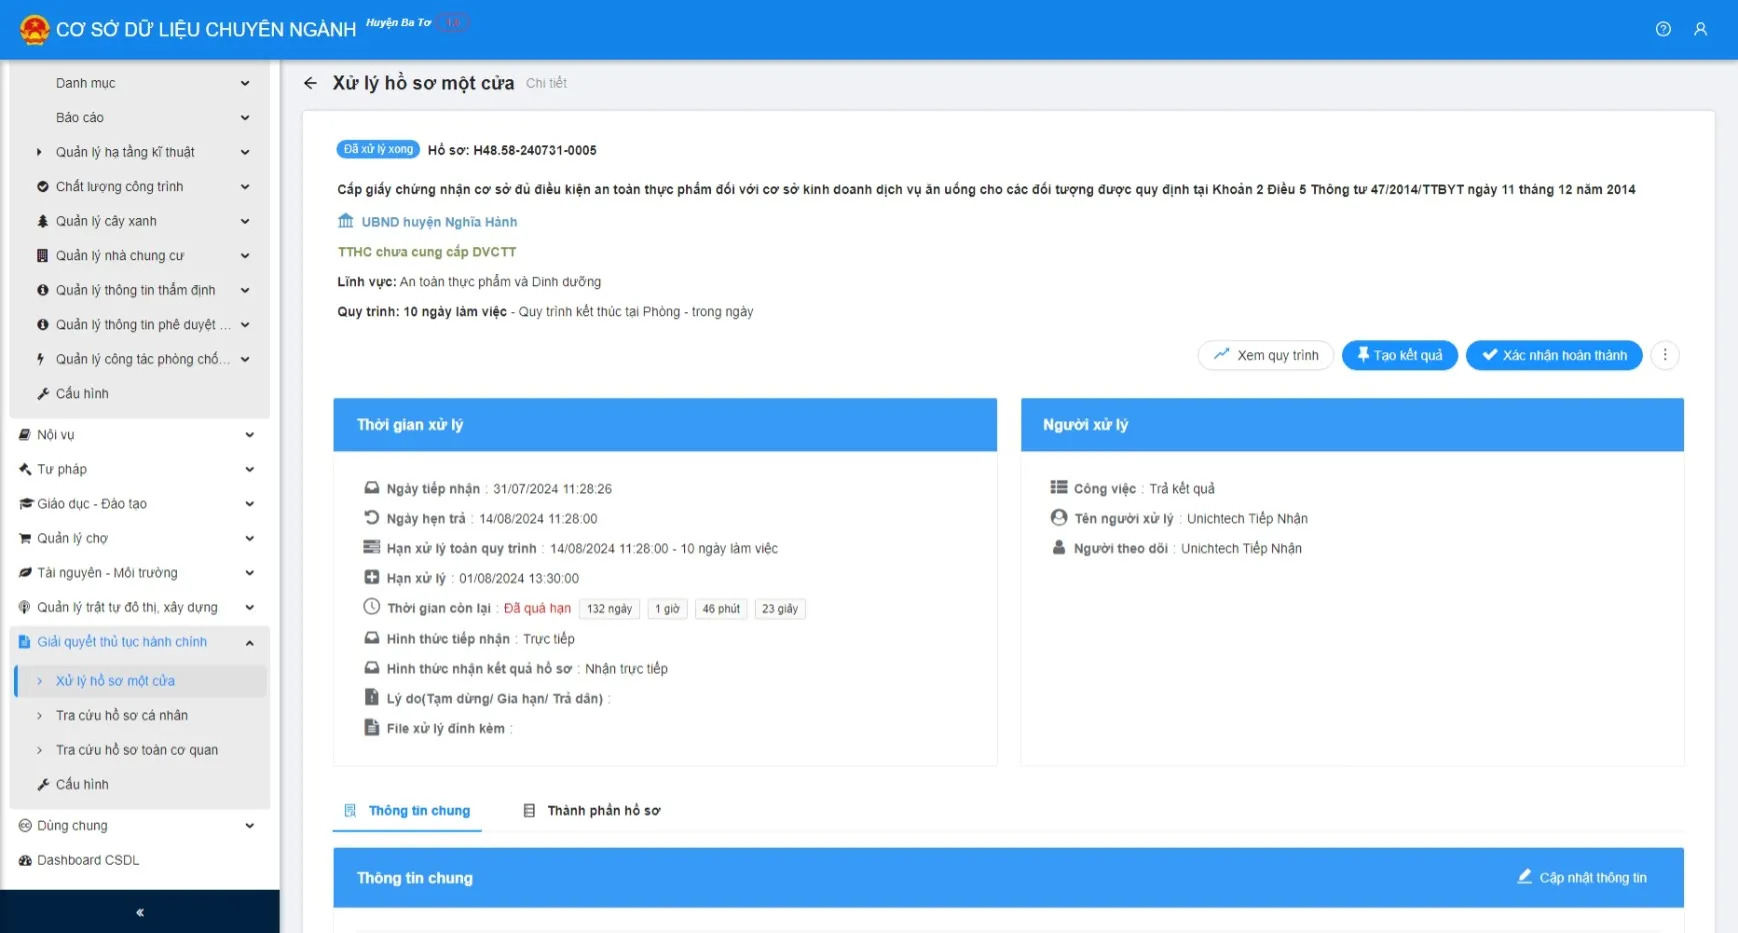 CƠ SỞ DỮ LIỆU CHUYÊN NGÀNH Huyện Ba Tơ 1.0
Danh mục
Báo cáo
Quản lý hạ tầng kĩ thuật
Chất lượng công trình
Quản lý cây xanh
Quản lý nhà chung cư
Quản lý thông tin thẩm định
Quản lý thông tin phê duyệt ...
Quản lý công tác phòng chố...
Cấu hình
Nội vụ
Tư pháp
Giáo dục - Đào tạo
Quản lý chợ
Tài nguyên - Môi trường
Quản lý trật tự đô thị, xây dựng
Giải quyết thủ tục hành chính
Xử lý hồ sơ một cửa
Tra cứu hồ sơ cá nhân
Tra cứu hồ sơ toàn cơ quan
Cấu hình
Dùng chung
Dashboard CSDL
«
Xử lý hồ sơ một cửa Chi tiết
Đã xử lý xong Hồ sơ: H48.58-240731-0005
Cấp giấy chứng nhận cơ sở đủ điều kiện an toàn thực phẩm đối với cơ sở kinh doanh dịch vụ ăn uống cho các đối tượng được quy định tại Khoản 2 Điều 5 Thông tư 47/2014/TTBYT ngày 11 tháng 12 năm 2014
UBND huyện Nghĩa Hành
TTHC chưa cung cấp DVCTT
Lĩnh vực: An toàn thực phẩm và Dinh dưỡng
Quy trình: 10 ngày làm việc - Quy trình kết thúc tại Phòng - trong ngày
Xem quy trình Tạo kết quả Xác nhận hoàn thành
Thời gian xử lý
Ngày tiếp nhận : 31/07/2024 11:28:26
Ngày hẹn trả : 14/08/2024 11:28:00
Hạn xử lý toàn quy trình : 14/08/2024 11:28:00 - 10 ngày làm việc
Hạn xử lý : 01/08/2024 13:30:00
Thời gian còn lại : Đã quá hạn 132 ngày 1 giờ 46 phút 23 giây
Hình thức tiếp nhận : Trực tiếp
Hình thức nhận kết quả hồ sơ : Nhận trực tiếp
Lý do(Tạm dừng/ Gia hạn/ Trả dân) :
File xử lý đính kèm :
Người xử lý
Công việc : Trả kết quả
Tên người xử lý : Unichtech Tiếp Nhận
Người theo dõi : Unichtech Tiếp Nhận
Thông tin chung Thành phần hồ sơ
Thông tin chung Cập nhật thông tin